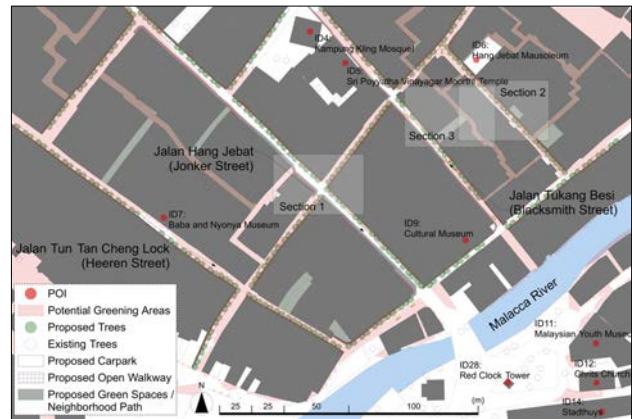 ID4:
Kampung Kling Mosque
ID5:
Sri Poyyatha Vinayagar Moorthi Temple
ID6:
Hang Jebat Mausoleum
Section 2
Section 3
Jalan Hang Jebat
(Jonker Street)
Section 1
Jalan Tukang Besi
(Blacksmith Street)
ID7:
Baba and Nyonya Museum
ID9:
Cultural Museum
Jalan Tun Tan Cheng Lock
(Heeren Street)
Malacca River
POI
Potential Greening Areas
Proposed Trees
Existing Trees
Proposed Carpark
Proposed Open Walkway
Proposed Green Spaces /
Neighborhood Path
ID11:
Malaysian Youth Museu
ID28:
Red Clock Tower
ID12:
Chrits Church
ID14:
Stadthuys
N
25 25 50 100 (m)